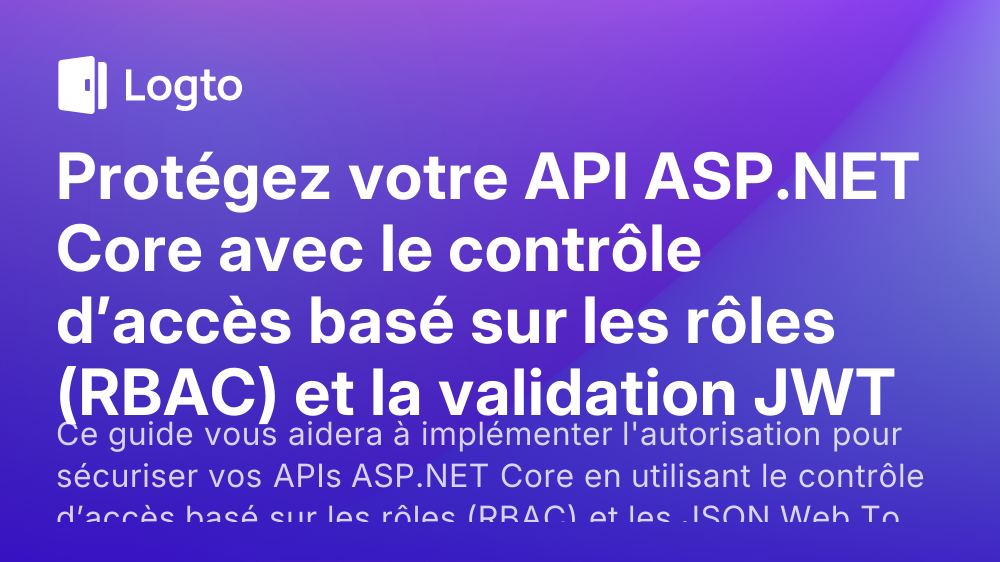 Logto
Protégez votre API ASP.NET
Core avec le contrôle
d’accès basé sur les rôles
(RBAC) et la validation JWT
Ce guide vous aidera à implémenter l'autorisation pour
sécuriser vos APIs ASP.NET Core en utilisant le contrôle
d’accès basé sur les rôles (RBAC) et les JSON Web To